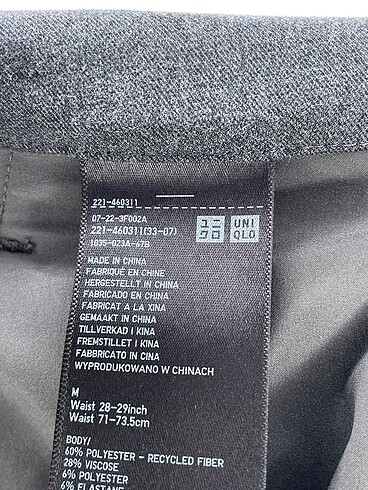 221-460311
07-22-3F002A
221-460311(33-07)
1035-023A-67B
ユニ
クロ
UNI
QLO
MADE IN CHINA
FABRIQUÉ EN CHINE
HERGESTELLT IN CHINA
FABRICADO EN CHINA
FABRICAT A LA XINA
GEMAAKT IN CHINA
TILLVERKAD I KINA
FREMSTILLET I KINA
FABBRICATO IN CINA
WYPRODUKOWANO W CHINACH
M
Waist 28-29inch
Waist 71-73.5cm
BODY/
60% POLYESTER - RECYCLED FIBER
28% VISCOSE
6% POLYESTER
6% ELASTANE